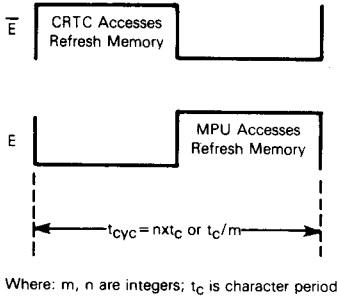 E̅
CRTC Accesses
Refresh Memory
E
MPU Accesses
Refresh Memory
tcyc = nxtc or tc/m
Where: m, n are integers; tc is character period